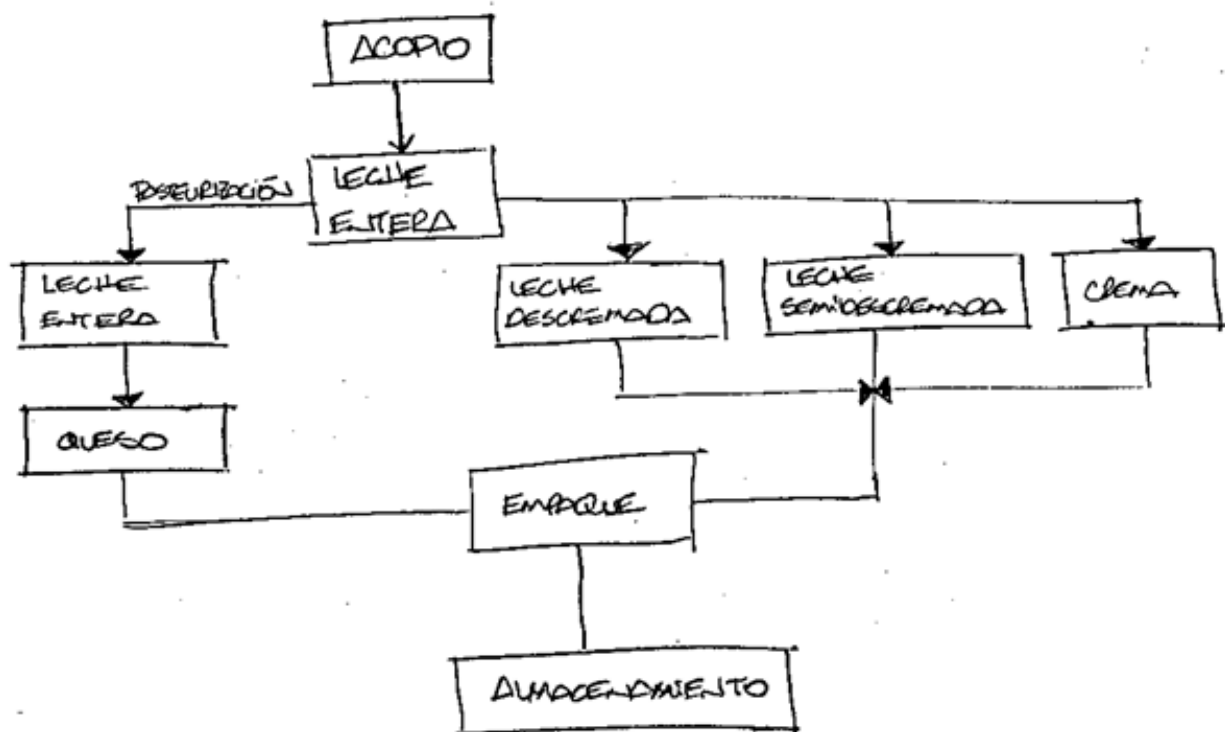 ACOPIO
PASTEURIZACIÓN
LECHE
ENTERA
LECHE
ENTERA
LECHE
DESCREMADA
LECHE
SEMIDESCREMADA
CREMA
QUESO
EMPAQUE
ALMACENAMIENTO